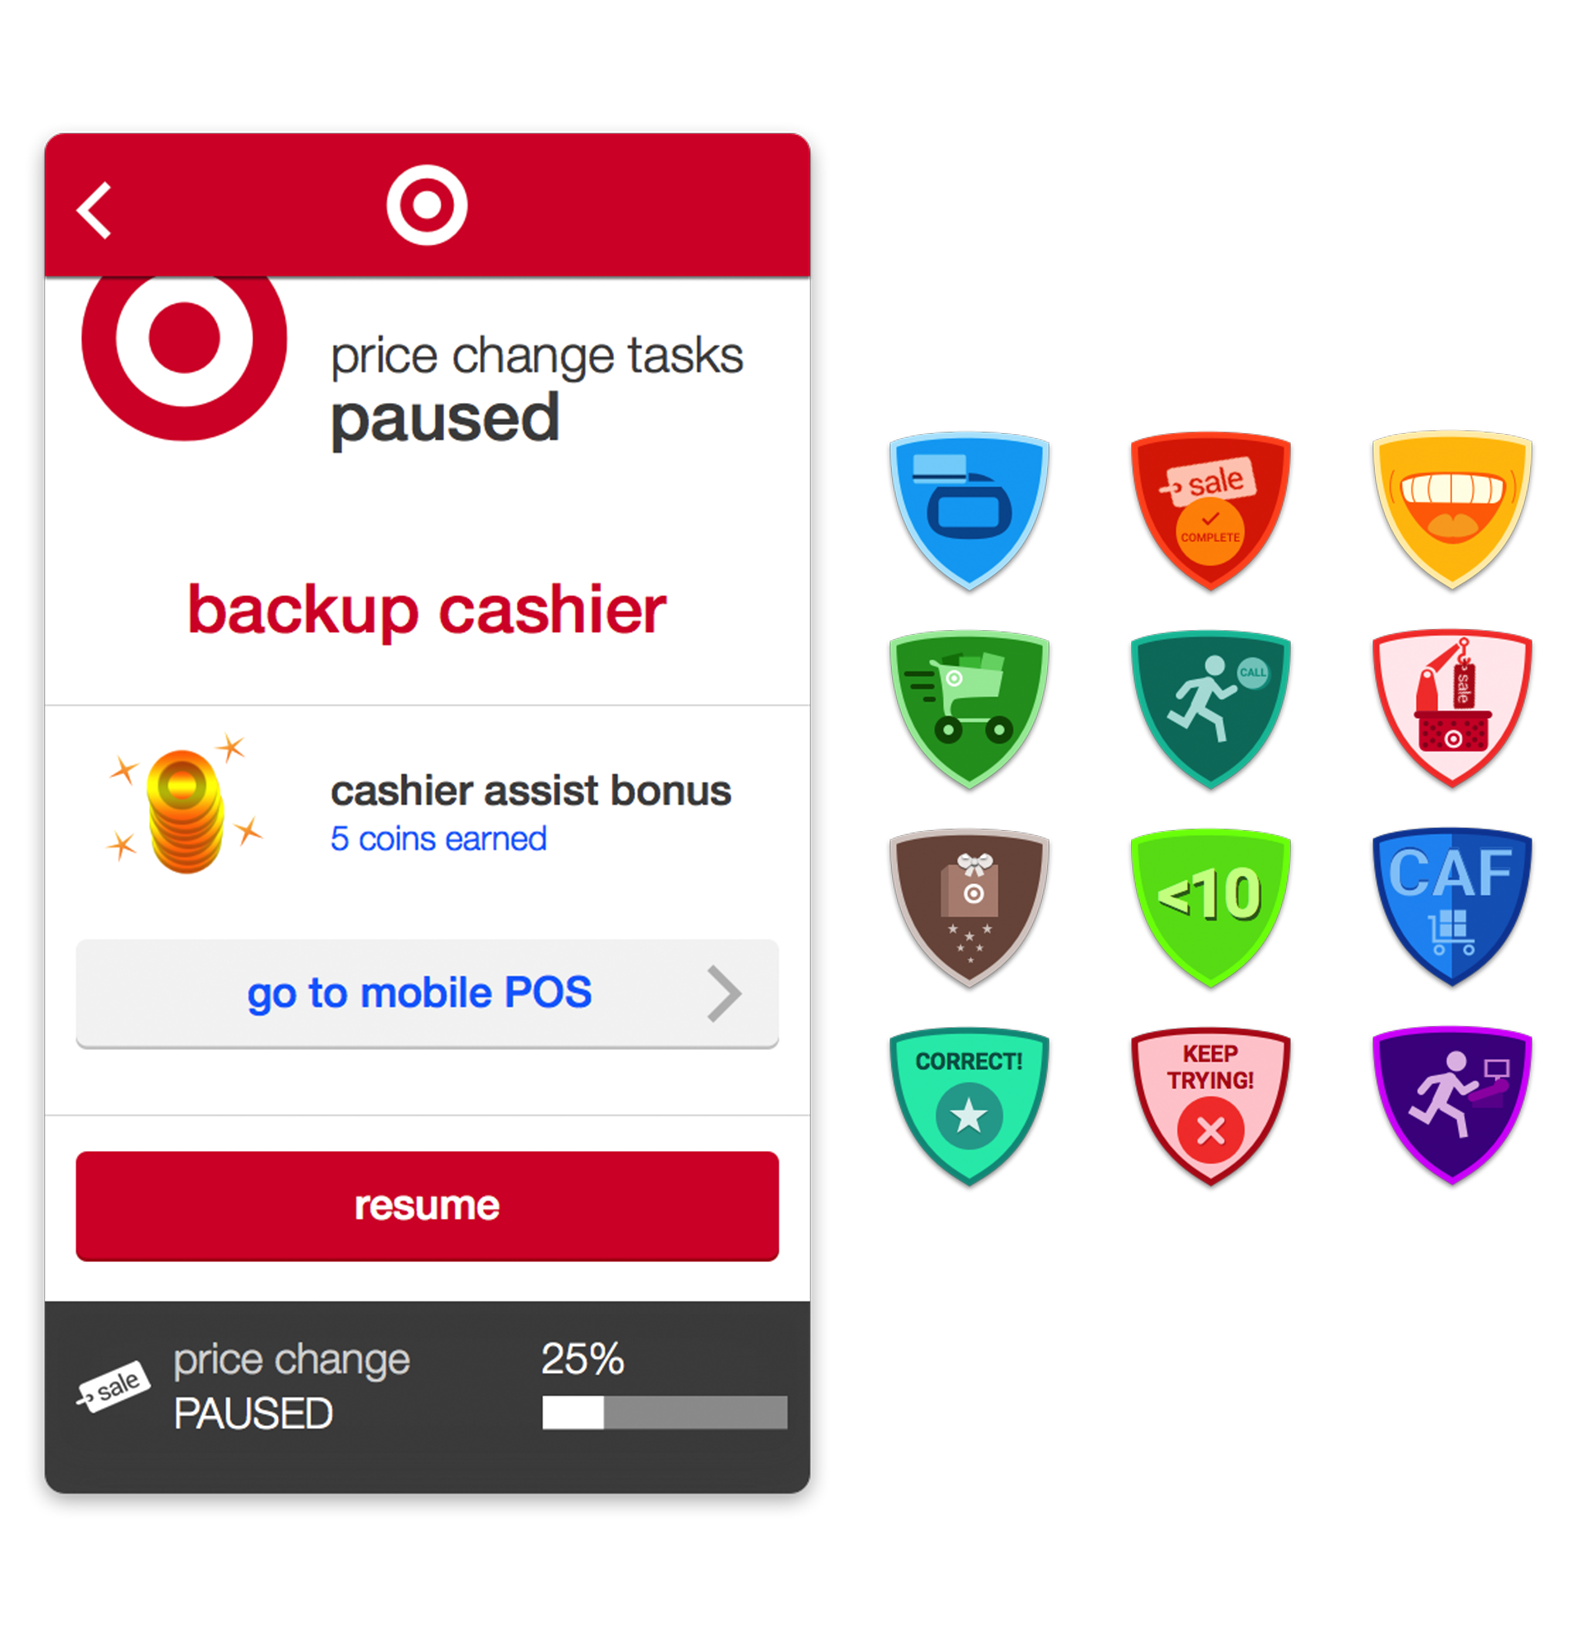 price change tasks
paused
backup cashier
cashier assist bonus
5 coins earned
go to mobile POS
resume
sale
price change
PAUSED
25%
sale
COMPLETE
CALL
sale
<10
CAF
CORRECT!
KEEP
TRYING!